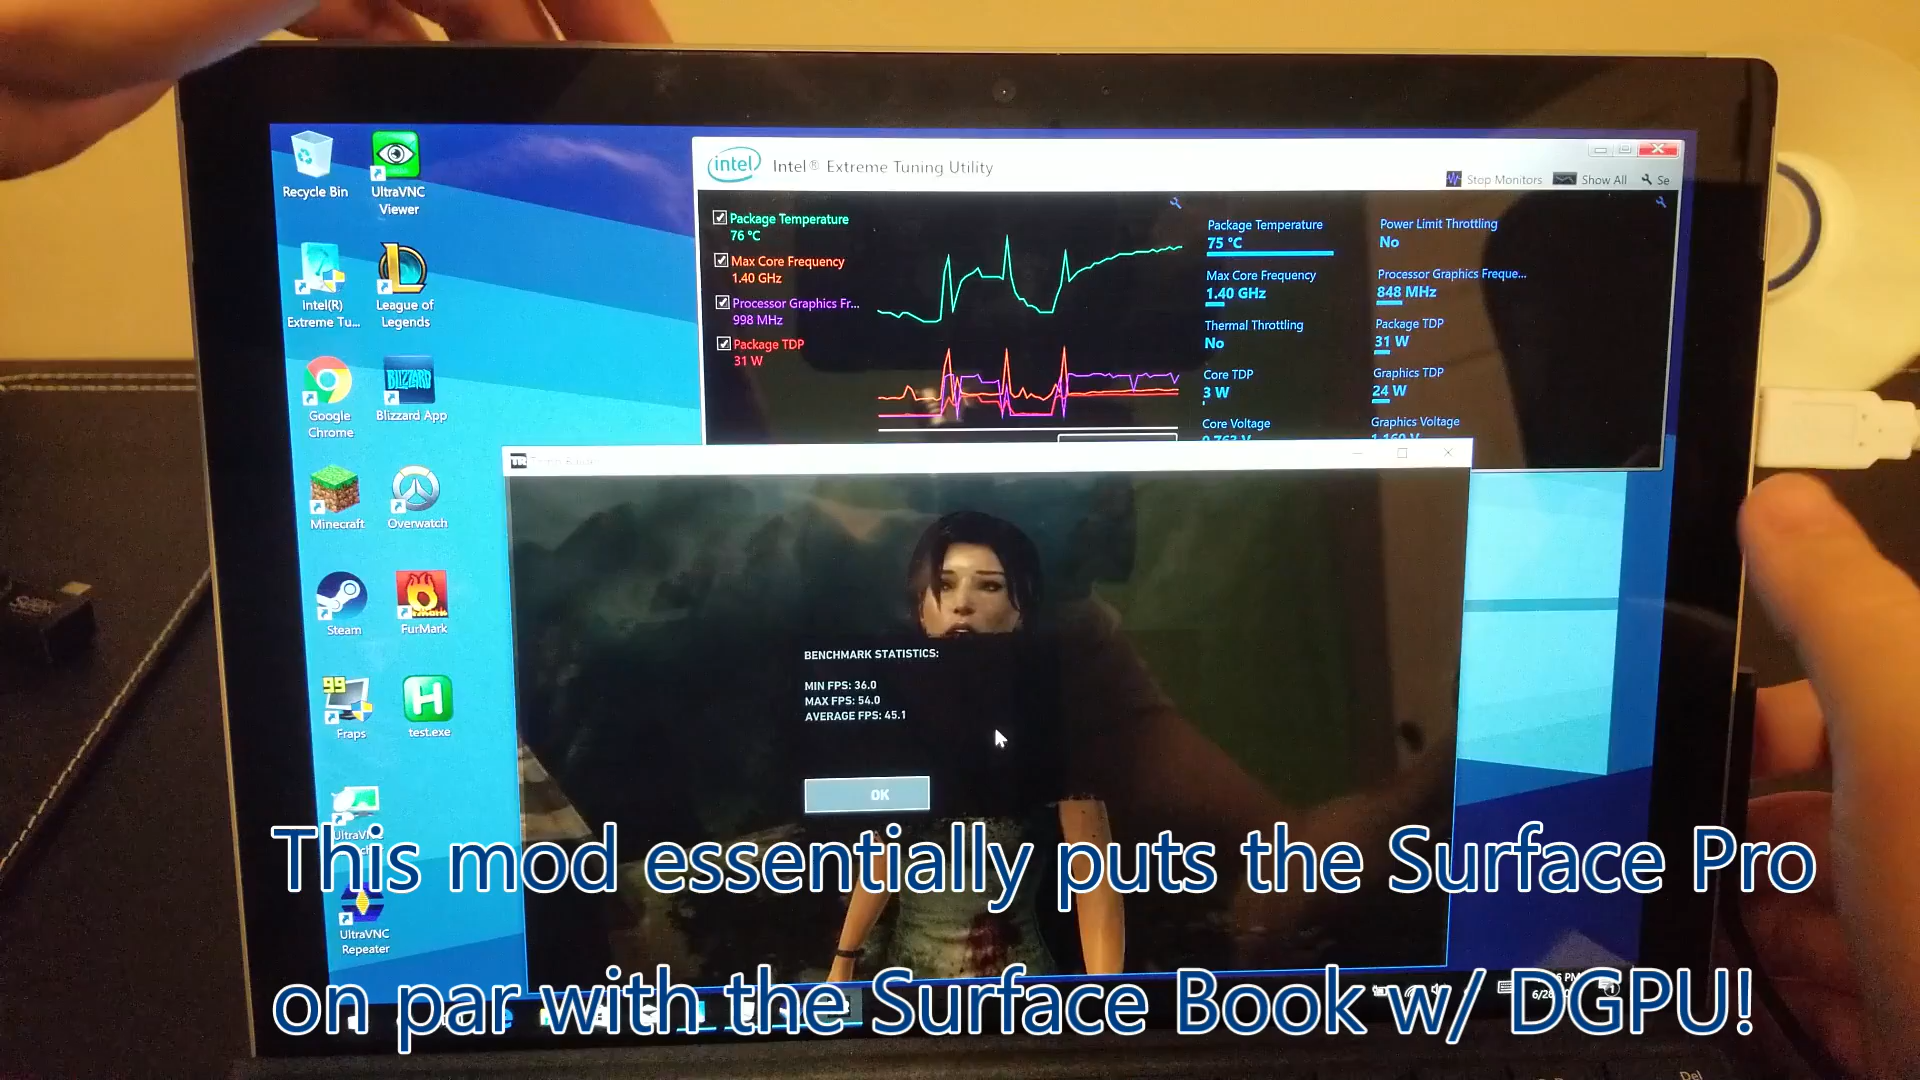 Recycle Bin
UltraVNC
Viewer
Intel(R)
Extreme Tu...
League of
Legends
Google
Chrome
BLIZZARD
Blizzard App
Minecraft
Overwatch
Steam
FurMark
99
Fraps
H
test.exe
UltraVNC
Repeater
intel
Intel® Extreme Tuning Utility
Stop Monitors
Show All
Se
Package Temperature
76 °C
Max Core Frequency
1.40 GHz
Processor Graphics Fr...
998 MHz
Package TDP
31 W
Package Temperature
75 °C
Max Core Frequency
1.40 GHz
Thermal Throttling
No
Core TDP
3 W
Core Voltage
Power Limit Throttling
No
Processor Graphics Freque...
848 MHz
Package TDP
31 W
Graphics TDP
24 W
Graphics Voltage
BENCHMARK STATISTICS:
MIN FPS: 36.0
MAX FPS: 54.0
AVERAGE FPS: 45.1
OK
This mod essentially puts the Surface Pro
on par with the Surface Book w/ DGPU!
Del